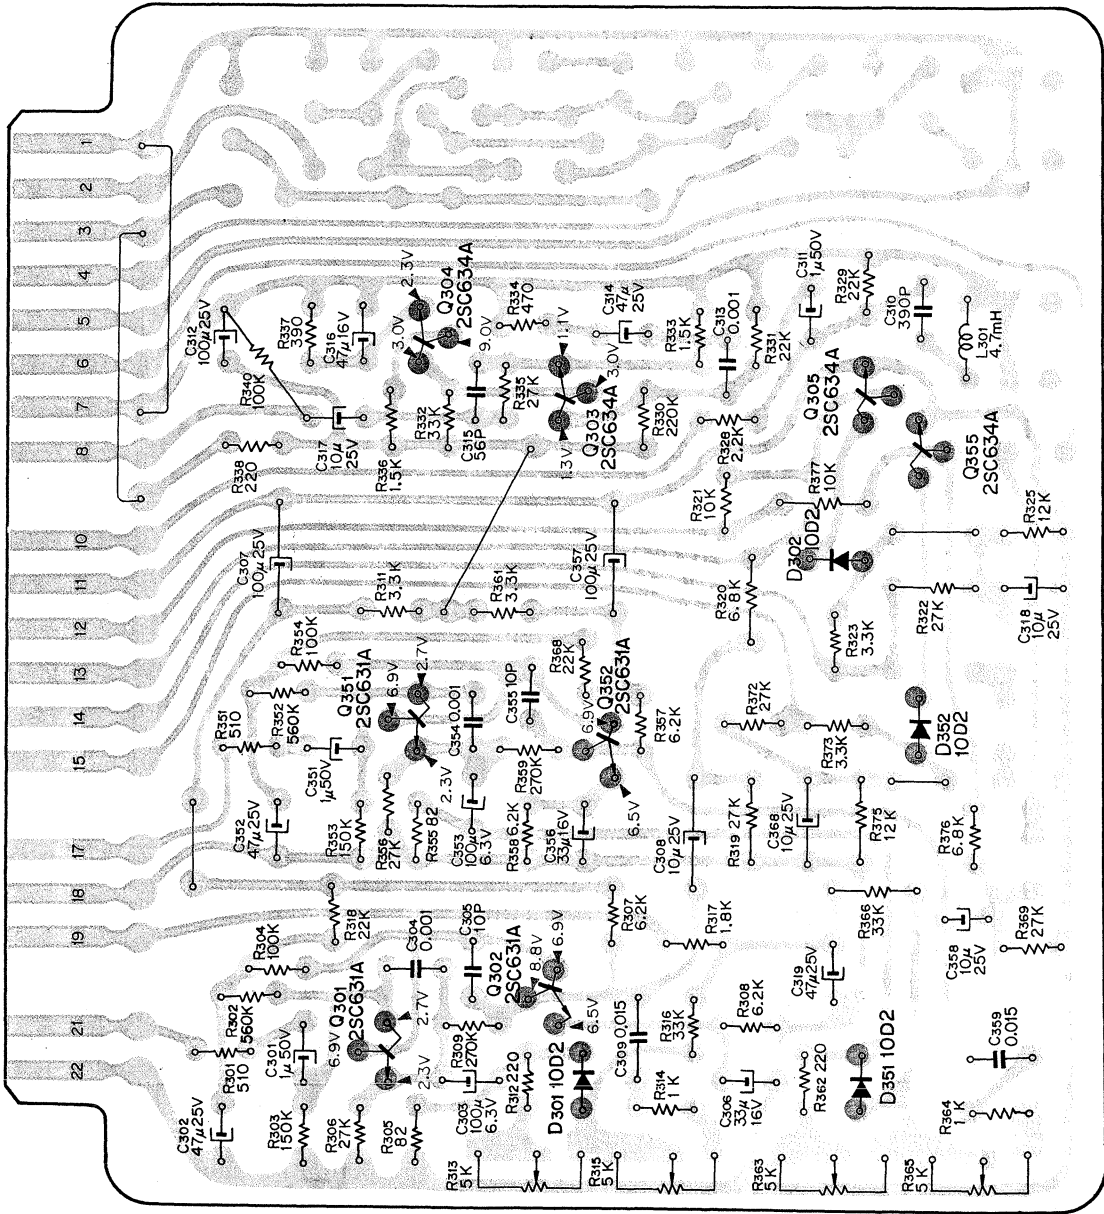 1
2
3
4
5
6
7
8
10
11
12
13
14
15
17
18
19
21
22
C312
100µ25V
R340
100K
R337
390
C316
47µ16V
2.3V
Q304
2SC634A
3.0V
9.0V
R334
470
1.1V
C314
47µ
25V
R333
1.5K
C313
0.001
R331
22K
C311
1µ50V
R329
22K
C310
390P
L301
4.7mH
R338
220
C317
10µ
25V
R336
1.5K
R332
33K
C315
56P
R335
27K
1.3V
Q303
2SC634A
3.0V
R330
220K
R328
2.2K
Q305
2SC634A
Q355
2SC634A
R377
10K
R321
10K
D302
10D2
R325
12K
C307
100µ25V
R311
3.3K
R361
3.3K
C357
100µ25V
R320
6.8K
R323
3.3K
R322
27K
C318
10µ
25V
R354
100K
Q351
2SC631A
6.9V
2.7V
C354 0.001
C355 10P
R368
22K
Q352
2SC631A
6.9V
R357
6.2K
R372
27K
R373
3.3K
D352
10D2
R351
510
R352
560K
C351
1µ50V
2.3V
R359
270K
6.5V
C352
47µ25V
R353
150K
R356
27K
R355 82
C353
100µ
6.3V
R358 6.2K
C356
33µ16V
C308
10µ25V
R319 27K
C368
10µ25V
R375
12K
R376
6.8K
R304
100K
R318
22K
C304
0.001
C305
10P
Q302
2SC631A
8.8V
6.9V
6.5V
R307
6.2K
R317
1.8K
R366
33K
C358
10µ
25V
R369
27K
R302
560K
R301
510
C301
1µ50V
Q301
2SC631A
6.9V
2.7V
2.3V
R309
270K
C309 0.015
R316
33K
R308
6.2K
C319
47µ25V
C359
0.015
C302
47µ25V
R303
150K
R306
27K
R305
82
C303
100µ
6.3V
R312 220
D301 10D2
R314
1K
C306
33µ
16V
R362 220
D351 10D2
R364
1K
R313
5K
R315
5K
R363
5K
R365
5K